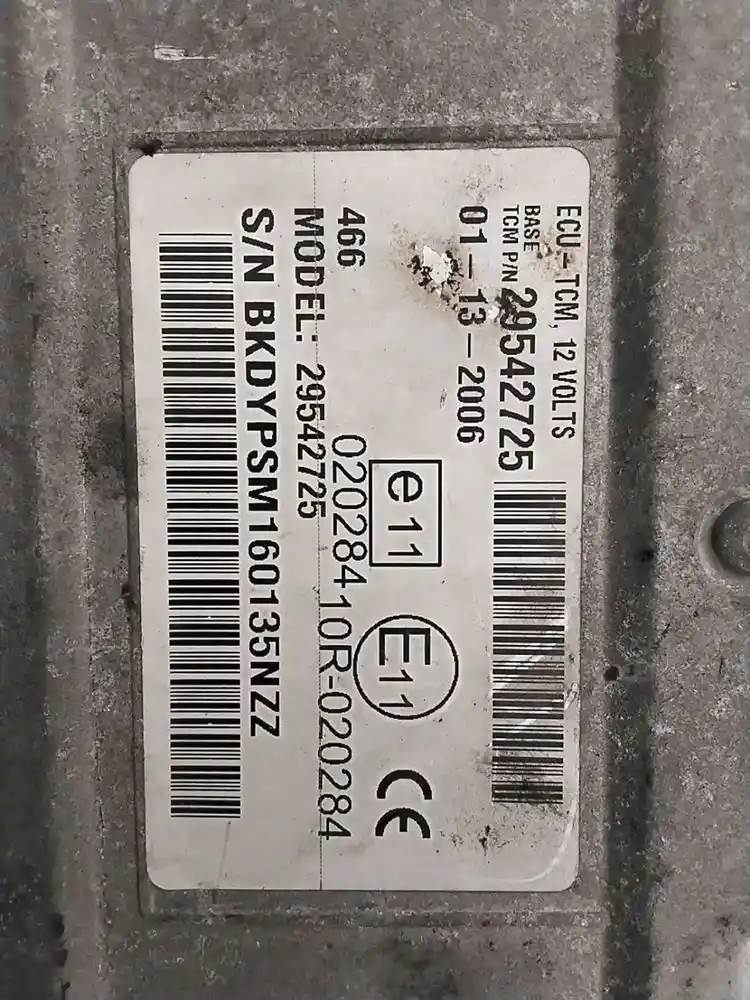 ECU-TCM, 12 VOLTS
BASE
TCM P/N 29542725
01-13-2006
e11
E11
CE
020284
10R-020284
466
MODEL: 29542725
S/N BKDYPSM160135NZZ